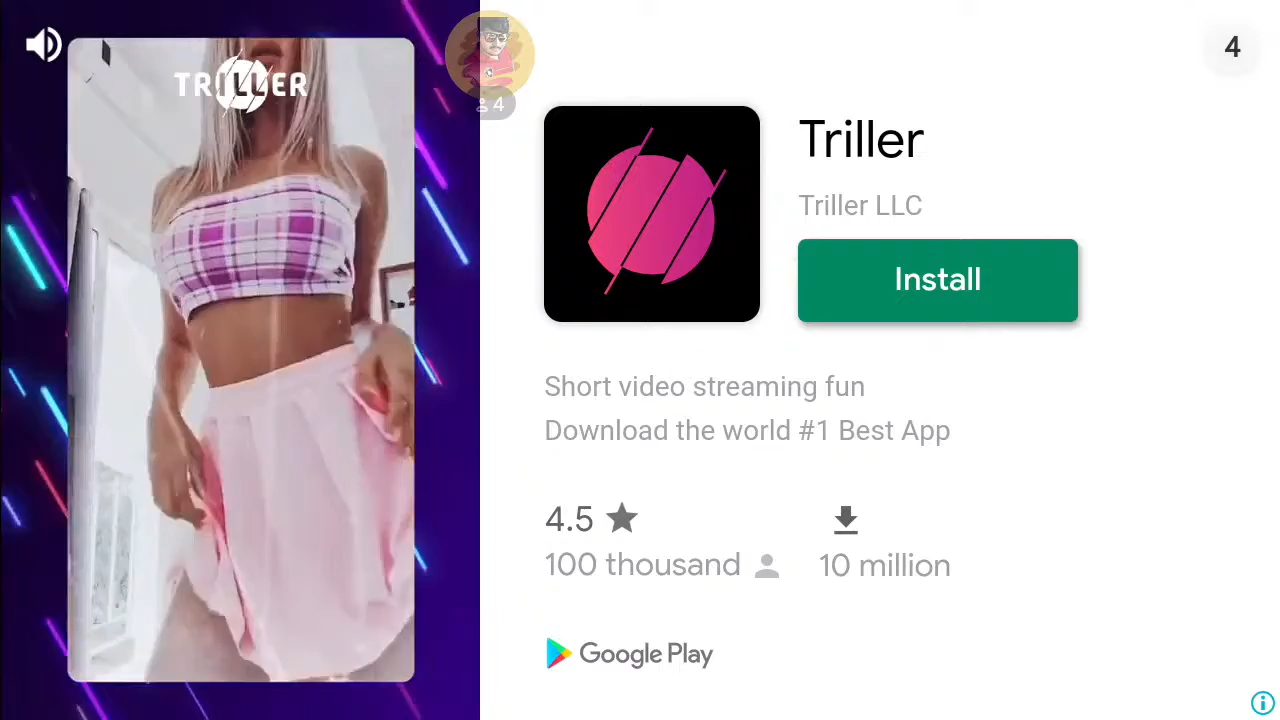 TRILLER
4
4
Triller
Triller LLC
Install
Short video streaming fun
Download the world #1 Best App
4.5
100 thousand
10 million
Google Play